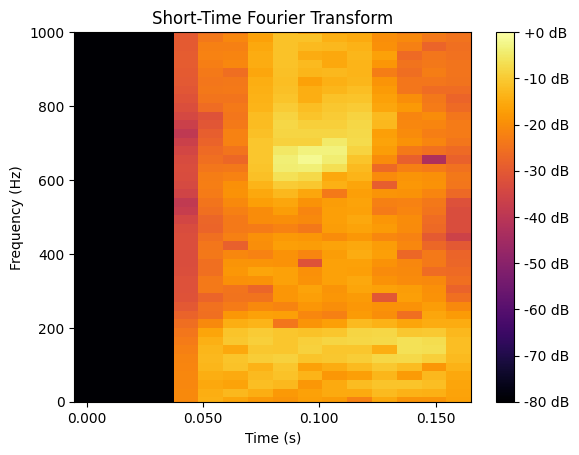 Short-Time Fourier Transform
1000
800
600
400
200
0
Frequency (Hz)
0.000
0.050
0.100
0.150
Time (s)
+0 dB
-10 dB
-20 dB
-30 dB
-40 dB
-50 dB
-60 dB
-70 dB
-80 dB